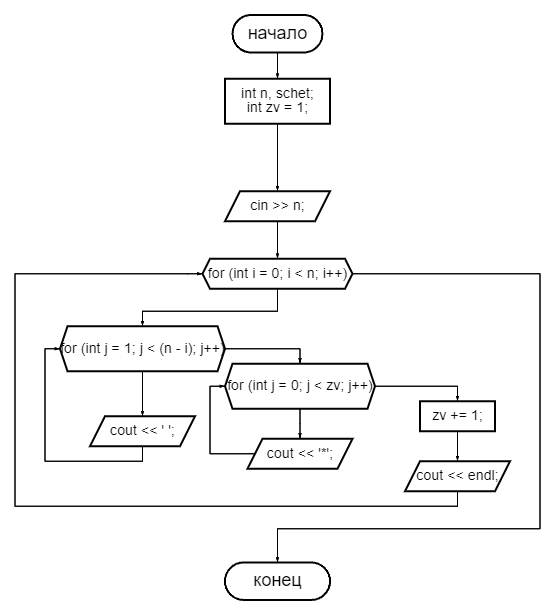 начало
int n, schet;
int zv = 1;
cin >> n;
for (int i = 0; i < n; i++)
for (int j = 1; j < (n - i); j++
for (int j = 0; j < zv; j++)
zv += 1;
cout << ' ';
cout << '*';
cout << endl;
конец